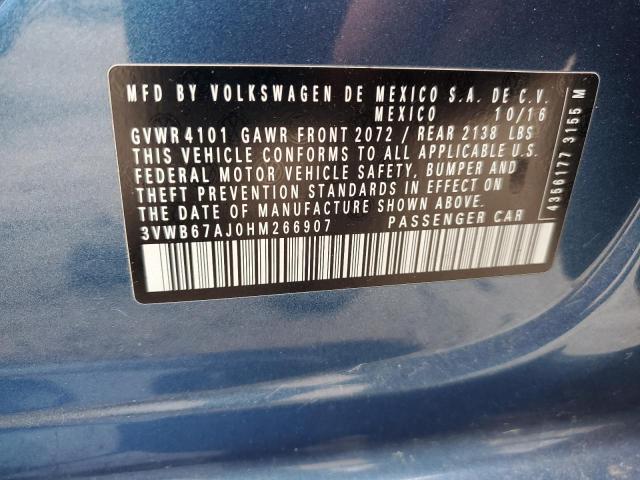 MFD BY VOLKSWAGEN DE MEXICO S.A. DE C.V.
MEXICO 10/16
GVWR 4101 GAWR FRONT 2072 / REAR 2138 LBS
THIS VEHICLE CONFORMS TO ALL APPLICABLE U.S.
FEDERAL MOTOR VEHICLE SAFETY, BUMPER AND
THEFT PREVENTION STANDARDS IN EFFECT ON
THE DATE OF MANUFACTURE SHOWN ABOVE.
3VWB67AJ0HM266907 PASSENGER CAR
4356177 3155 M